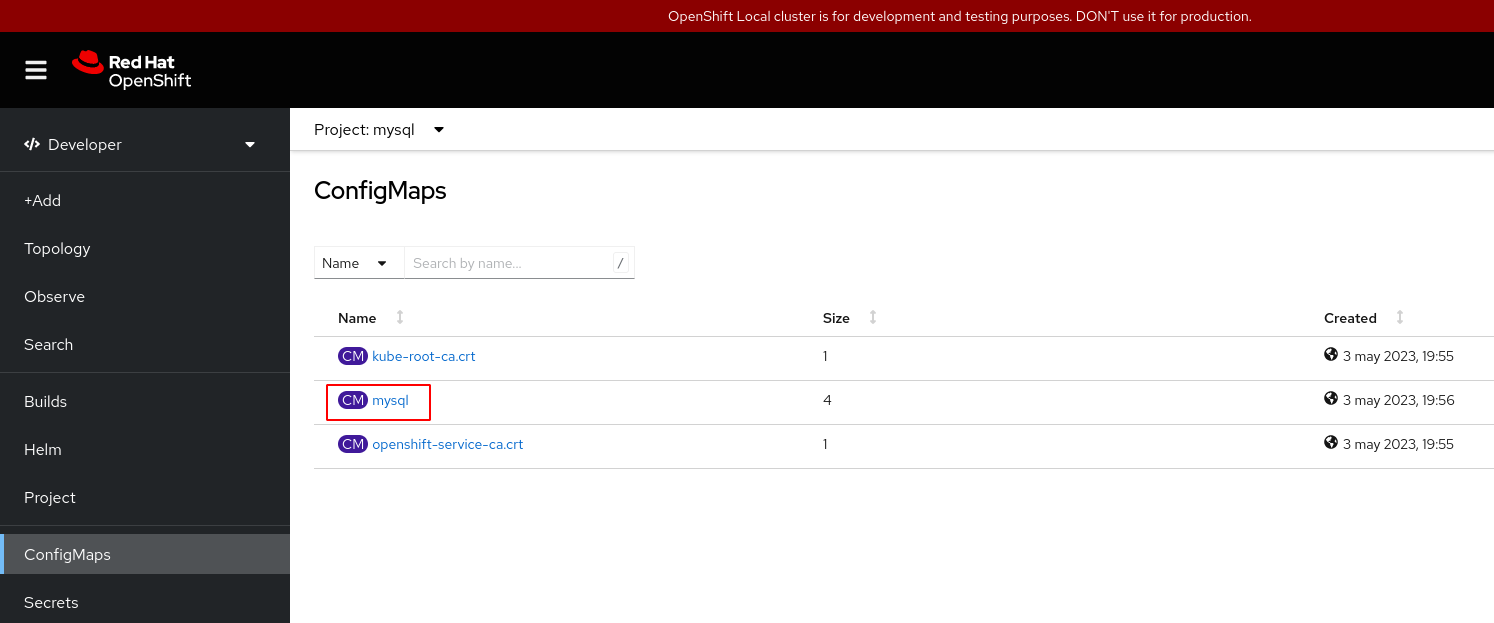 OpenShift Local cluster is for development and testing purposes. DON'T use it for production.
Red Hat
OpenShift
Developer
+Add
Topology
Observe
Search
Builds
Helm
Project
ConfigMaps
Secrets
Project: mysql
ConfigMaps
Name Search by name... /
Name Size Created
CM kube-root-ca.crt 1 3 may 2023, 19:55
CM mysql 4 3 may 2023, 19:56
CM openshift-service-ca.crt 1 3 may 2023, 19:55